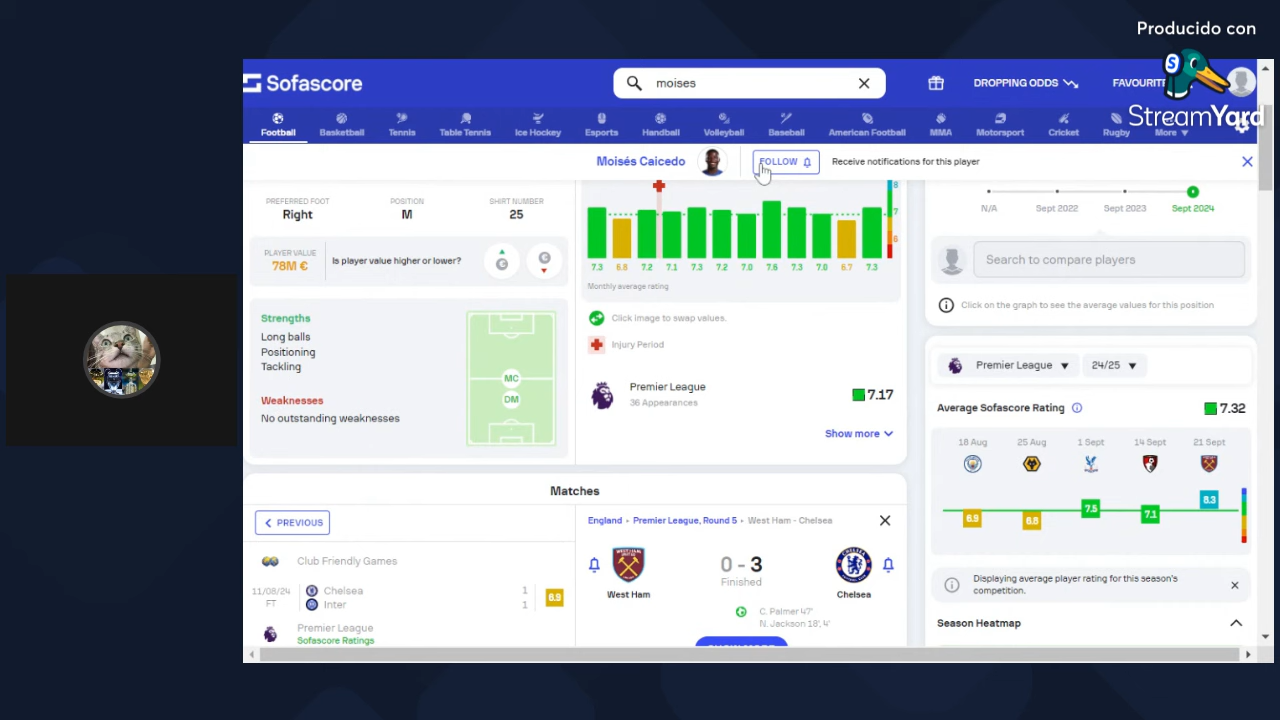 Producido con
StreamYard
Sofascore
moises
DROPPING ODDS
FAVOURIT
Football
Basketball
Tennis
Table Tennis
Ice Hockey
Esports
Handball
Volleyball
Baseball
American Football
MMA
Motorsport
Cricket
Rugby
More
Moisés Caicedo
FOLLOW
Receive notifications for this player
PREFERRED FOOT
Right
POSITION
M
SHIRT NUMBER
25
PLAYER VALUE
78M €
Is player value higher or lower?
Strengths
Long balls
Positioning
Tackling
Weaknesses
No outstanding weaknesses
MC
DM
8
7
6
7.3 6.8 7.2 7.1 7.3 7.2 7.0 7.6 7.3 7.0 6.7 7.3
Monthly average rating
Click image to swap values.
Injury Period
Premier League
36 Appearances
7.17
Show more
N/A
Sept 2022
Sept 2023
Sept 2024
Search to compare players
Click on the graph to see the average values for this position
Premier League
24/25
Average Sofascore Rating
7.32
18 Aug
25 Aug
1 Sept
14 Sept
21 Sept
6.9
6.6
7.5
7.1
8.3
Displaying average player rating for this season's
competition.
Season Heatmap
Matches
PREVIOUS
Club Friendly Games
11/08/24
FT
Chelsea 1
Inter 1
6.9
Premier League
Sofascore Ratings
England
Premier League, Round 5
West Ham - Chelsea
West Ham
0 - 3
Finished
Chelsea
C. Palmer 47'
N. Jackson 18', 4'